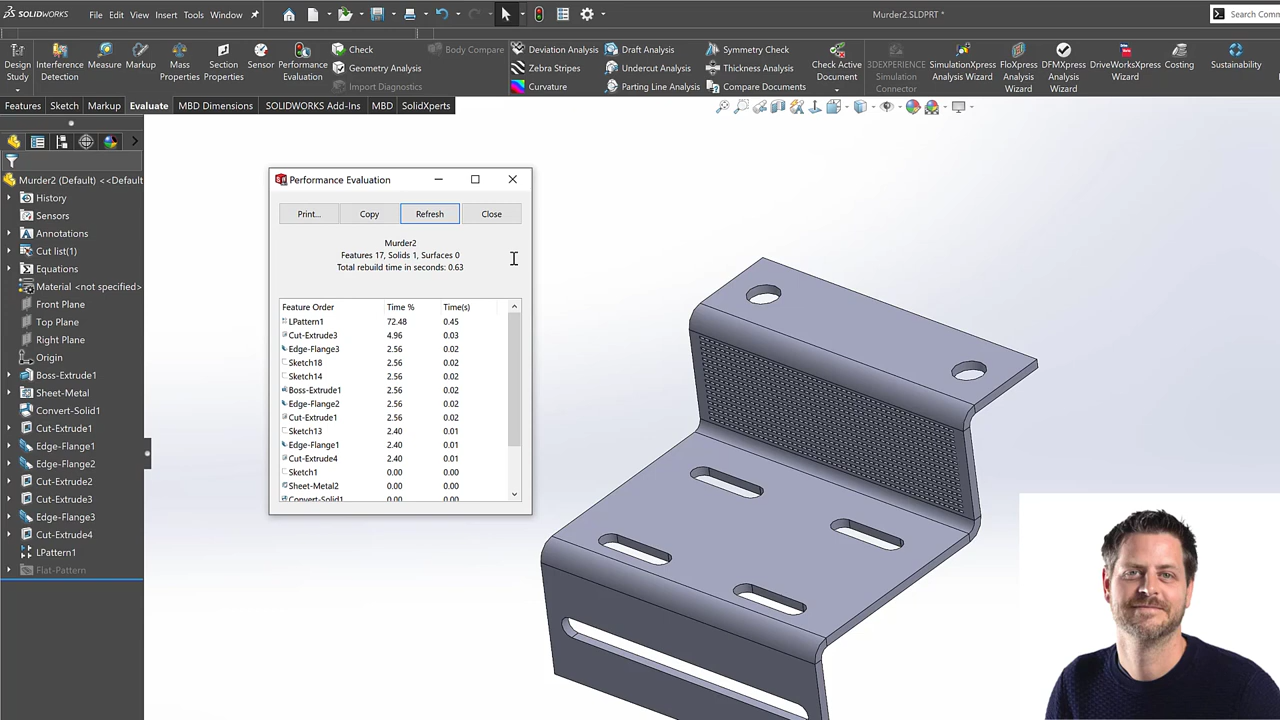 SOLIDWORKS File Edit View Insert Tools Window Murder2.SLDPRT * Search Comm
Design Study
Interference Detection
Measure
Markup
Mass Properties
Section Properties
Sensor
Performance Evaluation
Check
Geometry Analysis
Import Diagnostics
Body Compare
Deviation Analysis
Zebra Stripes
Curvature
Draft Analysis
Undercut Analysis
Parting Line Analysis
Symmetry Check
Thickness Analysis
Compare Documents
Check Active Document
3DEXPERIENCE Simulation Connector
SimulationXpress Analysis Wizard
FloXpress Analysis Wizard
DFMXpress Analysis Wizard
DriveWorksXpress Wizard
Costing
Sustainability
Features Sketch Markup Evaluate MBD Dimensions SOLIDWORKS Add-Ins MBD SolidXperts
Murder2 (Default) <<Default
History
Sensors
Annotations
Cut list(1)
Equations
Material <not specified>
Front Plane
Top Plane
Right Plane
Origin
Boss-Extrude1
Sheet-Metal
Convert-Solid1
Cut-Extrude1
Edge-Flange1
Edge-Flange2
Cut-Extrude2
Cut-Extrude3
Edge-Flange3
Cut-Extrude4
LPattern1
Flat-Pattern
Performance Evaluation
Print... Copy Refresh Close
Murder2
Features 17, Solids 1, Surfaces 0
Total rebuild time in seconds: 0.63
Feature Order Time % Time(s)
LPattern1 72.48 0.45
Cut-Extrude3 4.96 0.03
Edge-Flange3 2.56 0.02
Sketch18 2.56 0.02
Sketch14 2.56 0.02
Boss-Extrude1 2.56 0.02
Edge-Flange2 2.56 0.02
Cut-Extrude1 2.56 0.02
Sketch13 2.40 0.01
Edge-Flange1 2.40 0.01
Cut-Extrude4 2.40 0.01
Sketch1 0.00 0.00
Sheet-Metal2 0.00 0.00
Convert-Solid1 0.00 0.00